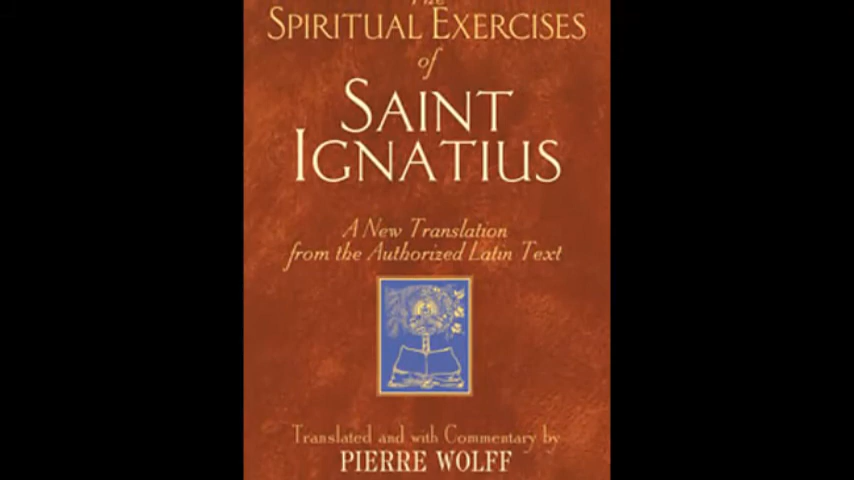 The
SPIRITUAL EXERCISES
of
SAINT
IGNATIUS
A New Translation
from the Authorized Latin Text
Translated and with Commentary by
PIERRE WOLFF